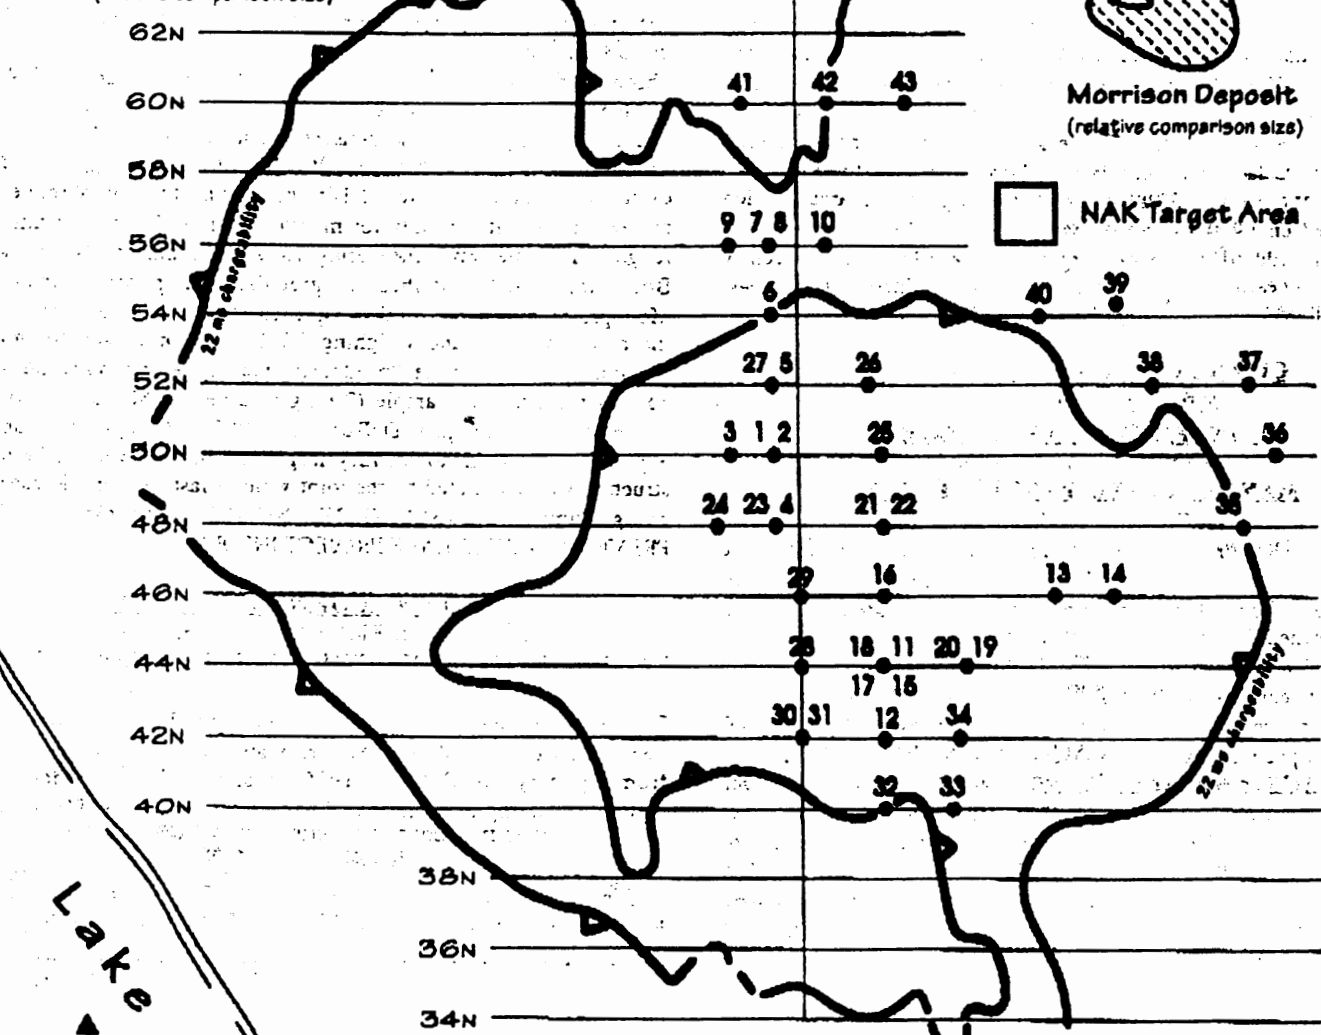 62N
41 42 43
60N
Morrison Deposit
(relative comparison size)
58N
NAK Target Area
9 7 8 10
56N
22 ms chargeability
6 40 39
54N
27 5 26 38 37
52N
3 1 2 25 36
50N
24 23 4 21 22 35
48N
29 16 13 14
46N
28 18 11 20 19
44N
17 15
22 ms chargeability
30 31 12 34
42N
32 33
40N
38N
Lake
36N
34N